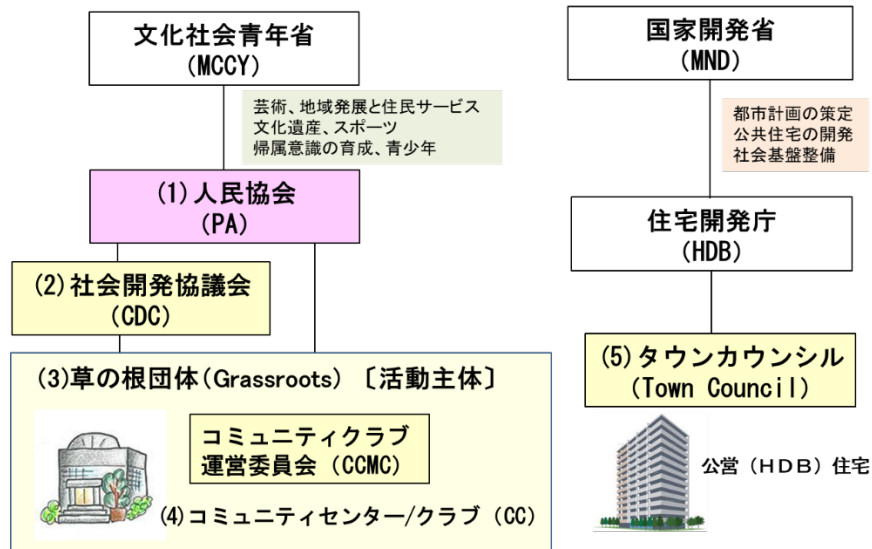 文化社会青年省
(MCCY)
芸術、地域発展と住民サービス
文化遺産、スポーツ
帰属意識の育成、青少年
(1)人民協会
(PA)
(2)社会開発協議会
(CDC)
(3)草の根団体(Grassroots)〔活動主体〕
コミュニティクラブ
運営委員会(CCMC)
(4)コミュニティセンター/クラブ(CC)
国家開発省
(MND)
都市計画の策定
公共住宅の開発
社会基盤整備
住宅開発庁
(HDB)
(5)タウンカウンシル
(Town Council)
公営(HDB)住宅